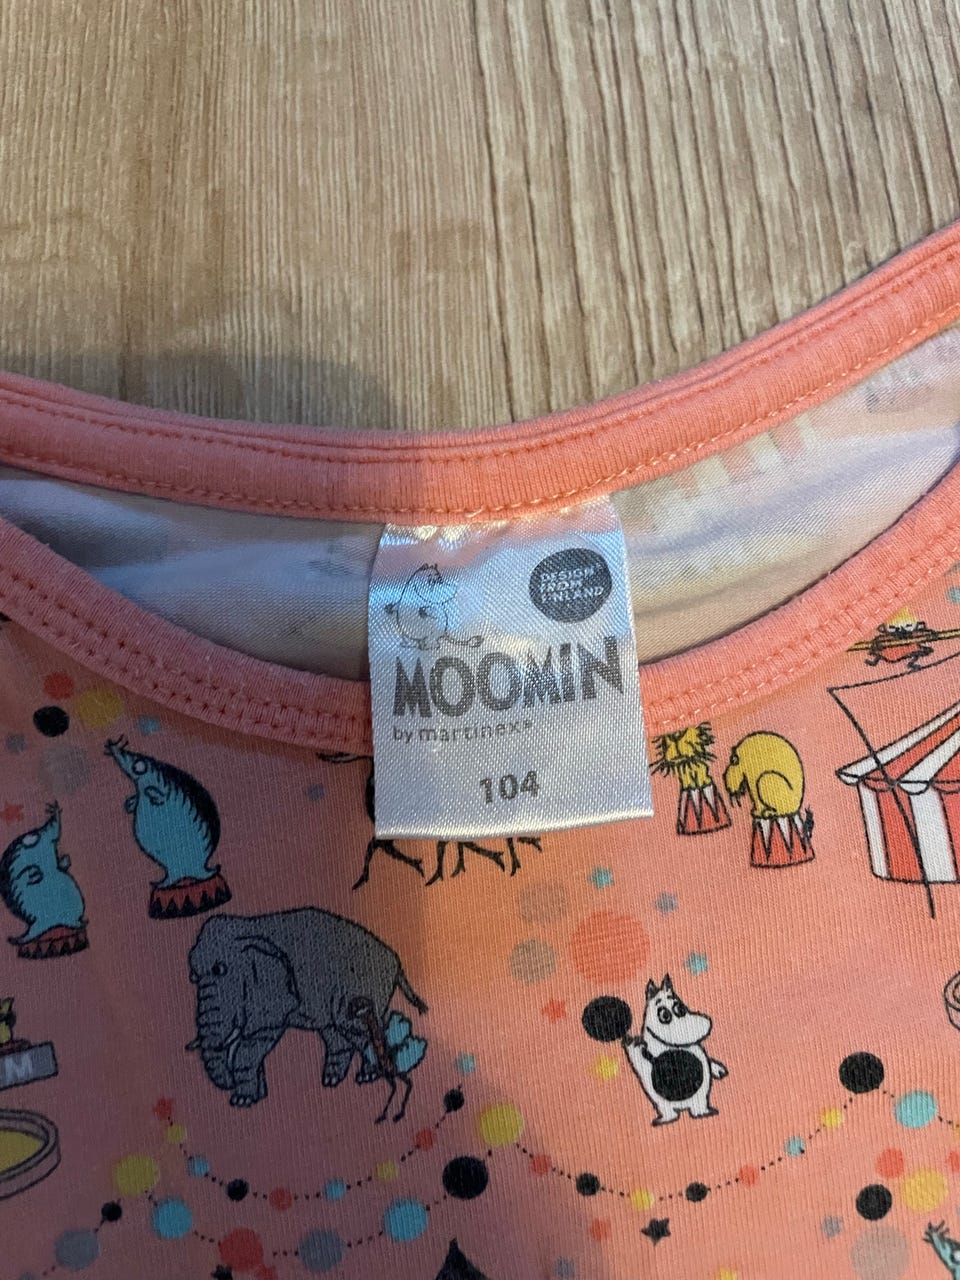 DESIGN
FROM
FINLAND
MOOMIN
by martinex®
104
M